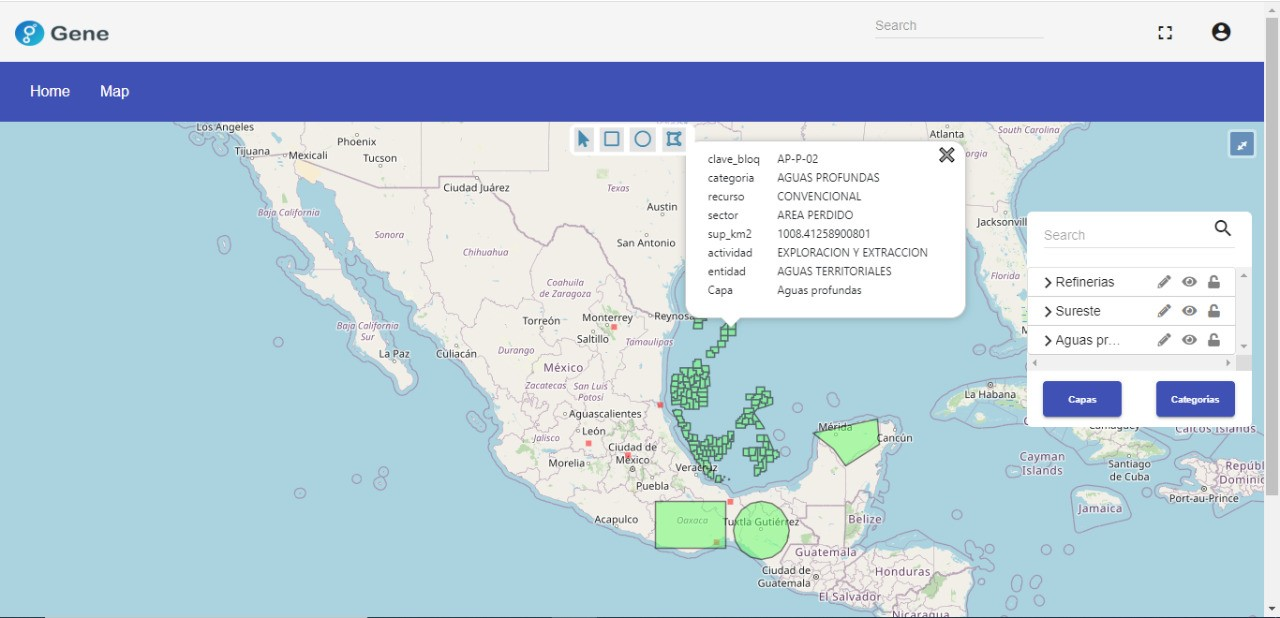 Gene
Search
Home Map
Los Angeles
Phoenix
Tijuana
Mexicali
Tucson
Ciudad Juárez
Texas
Austin
San Antonio
Atlanta
South Carolina
orgia
Jacksonvill
Florida
Baja California
Sonora
Chihuahua
Coahuila
de Zaragoza
Torreón
Monterrey
Reynosa
Saltillo
Tamaulipas
Baja California
Sur
La Paz
Culiacán
Durango
México
Zacatecas
San Luis
Potosí
Aguascalientes
Jalisco
León
Ciudad de
México
Morelia
Veracruz
Puebla
Acapulco
Oaxaca
Tuxtla Gutiérrez
Mérida
Cancún
Belize
Guatemala
Ciudad de
Guatemala
Honduras
El Salvador
Nicaragua
La Habana
Camagüey
Cayman
Islands
Santiago
de Cuba
Jamaica
Port-au-Prince
Repúbl
Dominic
Caicos Islands
clave_bloq AP-P-02
categoria AGUAS PROFUNDAS
recurso CONVENCIONAL
sector AREA PERDIDO
sup_km2 1008.41258900801
actividad EXPLORACION Y EXTRACCION
entidad AGUAS TERRITORIALES
Capa Aguas profundas
Search
Refinerias
Sureste
Aguas pr...
Capas
Categorías